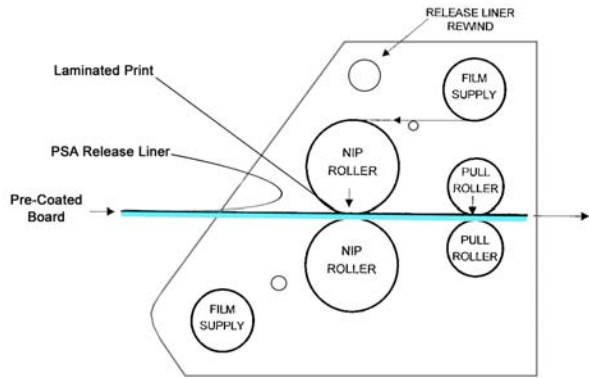 RELEASE LINER
REWIND
Laminated Print
FILM
SUPPLY
PSA Release Liner
NIP
ROLLER
PULL
ROLLER
Pre-Coated
Board
NIP
ROLLER
PULL
ROLLER
FILM
SUPPLY